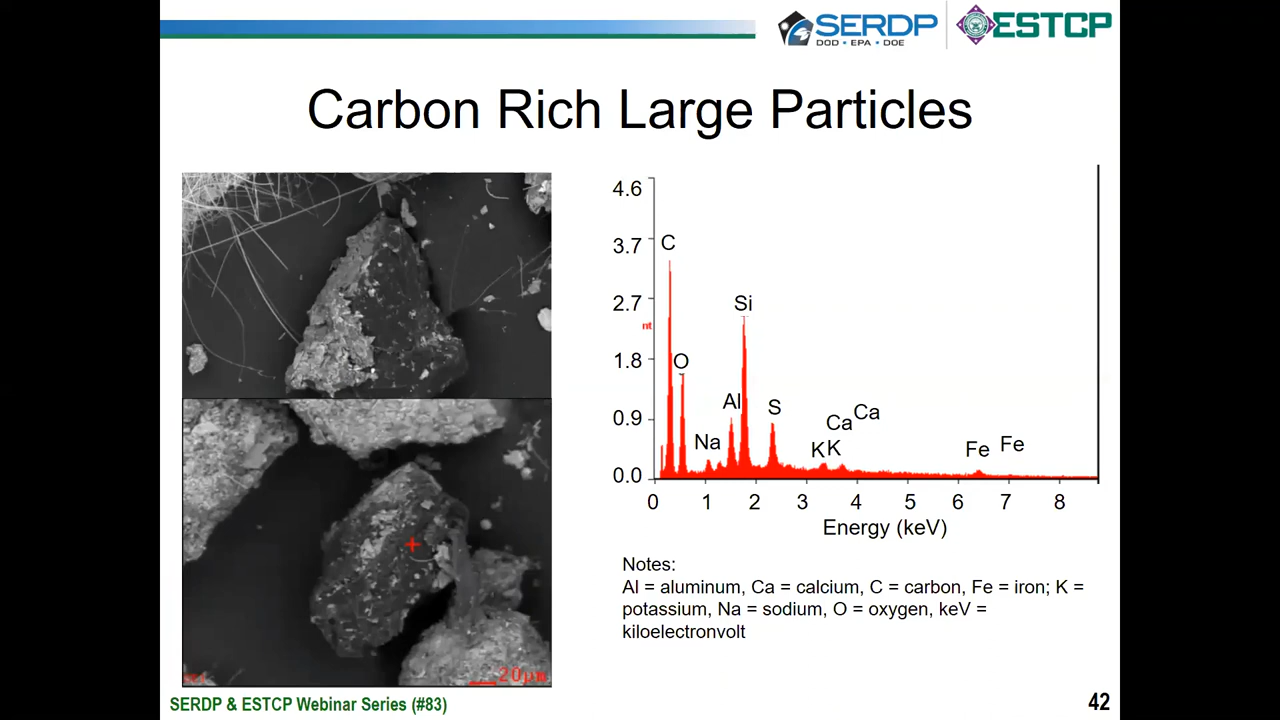 SERDP
DOD • EPA • DOE
ESTCP
Carbon Rich Large Particles
20µm
4.6
3.7
2.7
1.8
0.9
0.0
nt
C
O
Na
Al
Si
S
K K
Ca
Ca
Fe
Fe
0 1 2 3 4 5 6 7 8
Energy (keV)
Notes:
Al = aluminum, Ca = calcium, C = carbon, Fe = iron; K =
potassium, Na = sodium, O = oxygen, keV =
kiloelectronvolt
SERDP & ESTCP Webinar Series (#83)
42